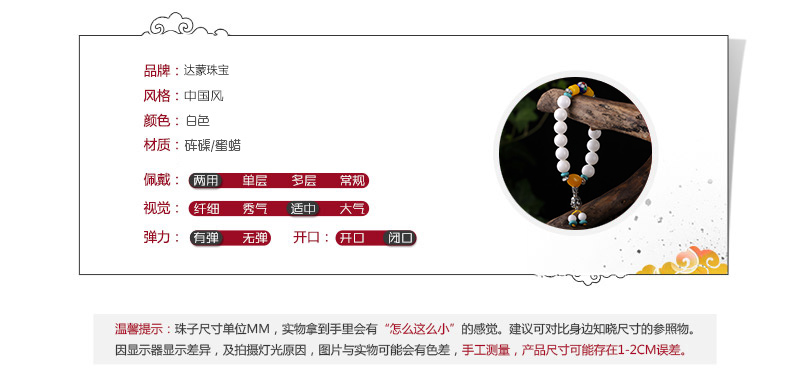 品牌：达蒙珠宝
风格：中国风
颜色：白色
材质：砗磲/蜜蜡
佩戴：两用 单层 多层 常规
视觉：纤细 秀气 适中 大气
弹力：有弹 无弹 开口：开口 闭口
温馨提示：珠子尺寸单位MM，实物拿到手里会有“怎么这么小”的感觉。建议可对比身边知晓尺寸的参照物。
因显示器显示差异，及拍摄灯光原因，图片与实物可能会有色差，手工测量，产品尺寸可能存在1-2CM误差。